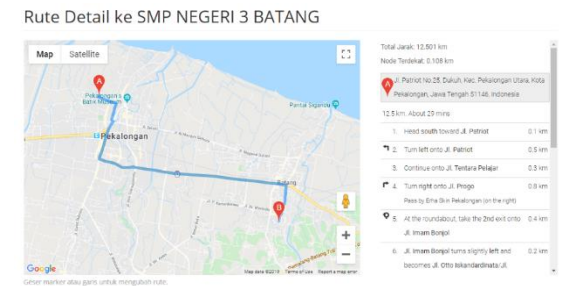 Rute Detail ke SMP NEGERI 3 BATANG
Map Satellite
A
Pekalongan's
Batik Museum
Pantai Sigandu
Pekalongan
Batang
B
Google
Map data ©2019 Terms of Use Report a map error
Geser marker atau garis untuk mengubah rute.
Total Jarak: 12,501 km
Node Terdekat: 0.108 km
A
Jl. Patriot No.25, Dukuh, Kec. Pekalongan Utara, Kota
Pekalongan, Jawa Tengah 51146, Indonesia
12.5 km. About 29 mins
1. Head south toward Jl. Patriot 0.1 km
2. Turn left onto Jl. Patriot 0.5 km
3. Continue onto Jl. Tentara Pelajar 0.3 km
4. Turn right onto Jl. Progo 0.8 km
Pass by Erha Skin Pekalongan (on the right)
5. At the roundabout, take the 2nd exit onto 0.4 km
Jl. Imam Bonjol
6. Jl. Imam Bonjol turns slightly left and 0.2 km
becomes Jl. Otto Iskandardinata/Jl.